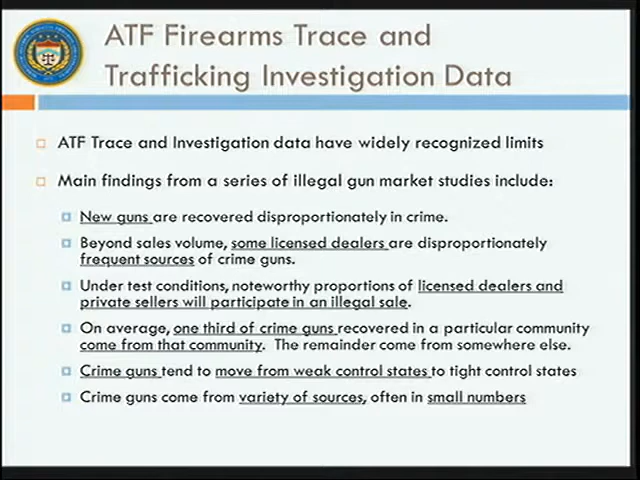 ATF Firearms Trace and
Trafficking Investigation Data
ATF Trace and Investigation data have widely recognized limits
Main findings from a series of illegal gun market studies include:
New guns are recovered disproportionately in crime.
Beyond sales volume, some licensed dealers are disproportionately
frequent sources of crime guns.
Under test conditions, noteworthy proportions of licensed dealers and
private sellers will participate in an illegal sale.
On average, one third of crime guns recovered in a particular community
come from that community. The remainder come from somewhere else.
Crime guns tend to move from weak control states to tight control states
Crime guns come from variety of sources, often in small numbers